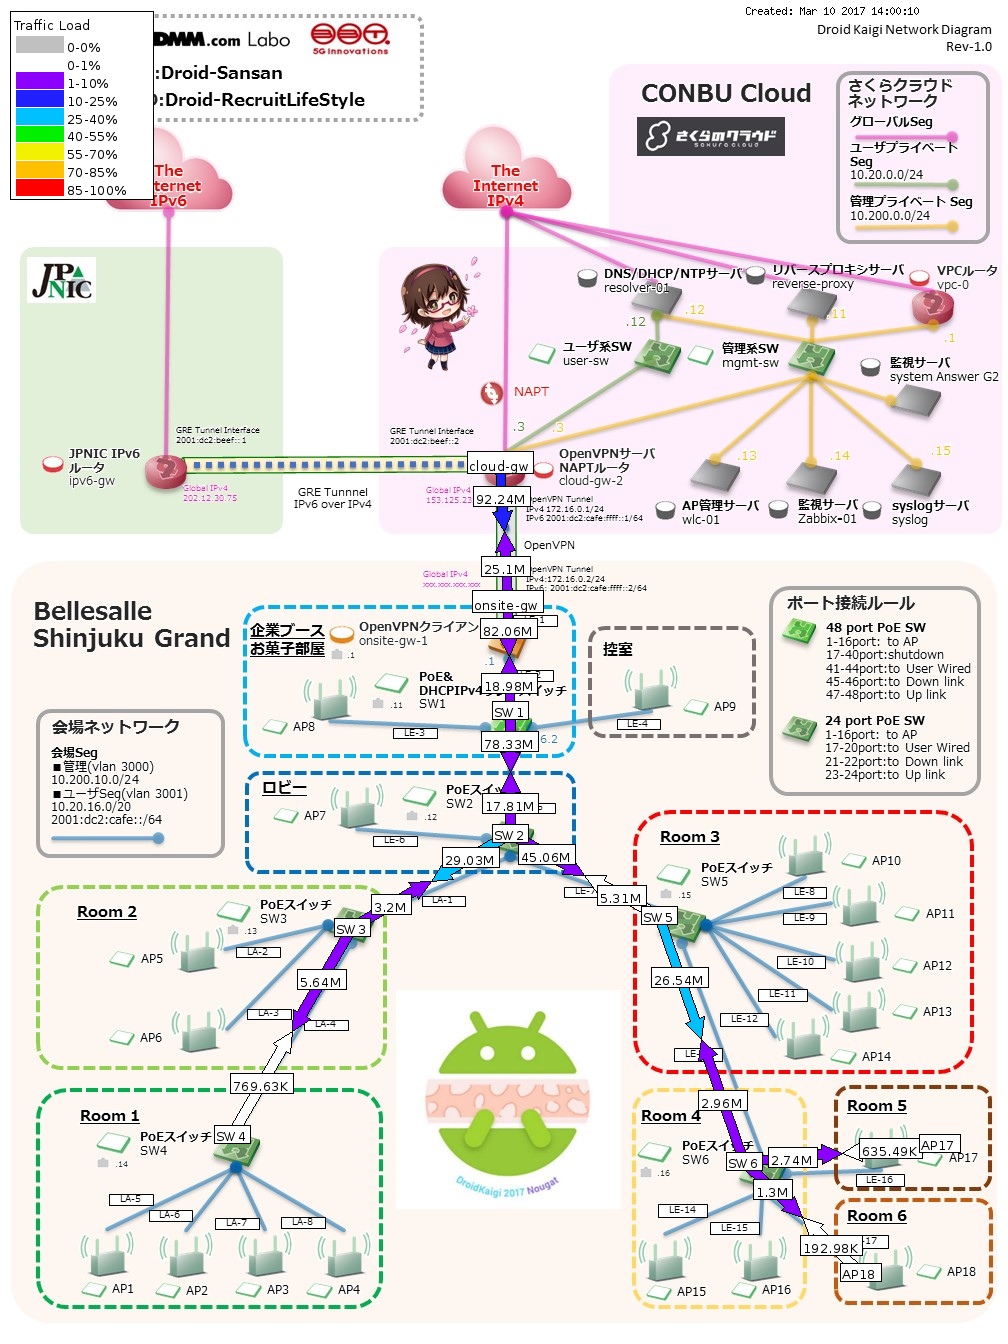 Created: Mar 10 2017 14:00:10
Droid Kaigi Network Diagram
Rev-1.0
Traffic Load
0-0%
0-1%
1-10%
10-25%
25-40%
40-55%
55-70%
70-85%
85-100%
DMM.com Labo
5G innovations
:Droid-Sansan
:Droid-RecruitLifeStyle
CONBU Cloud
さくらのクラウド
SAKURA CLOUD
さくらクラウド
ネットワーク
グローバルSeg
ユーザプライベート
Seg
10.20.0.0/24
管理プライベート Seg
10.200.0.0/24
The
Internet
IPv6
The
Internet
IPv4
JPNIC
DNS/DHCP/NTPサーバ
resolver-01
リバースプロキシサーバ
reverse-proxy
VPCルータ
vpc-0
.12
.12
.11
.1
ユーザ系SW
user-sw
管理系SW
mgmt-sw
監視サーバ
system Answer G2
NAPT
.3
.3
.13
.14
.15
GRE Tunnel Interface
2001:dc2:beef::1
GRE Tunnel Interface
2001:dc2:beef::2
JPNIC IPv6
ルータ
ipv6-gw
Global IPv4
202.12.30.75
GRE Tunnnel
IPv6 over IPv4
cloud-gw
OpenVPNサーバ
NAPTルータ
cloud-gw-2
Global IPv4
153.125.23
92.24M
OpenVPN Tunnel
IPv4 172.16.0.1/24
IPv6 2001:dc2:cafe:ffff::1/64
AP管理サーバ
wlc-01
監視サーバ
Zabbix-01
syslogサーバ
syslog
OpenVPN
25.1M
Global IPv4
xxx.xxx.xxx.xxx
OpenVPN Tunnel
IPv4:172.16.0.2/24
IPv6: 2001:dc2:cafe:ffff::2/64
Bellesalle
Shinjuku Grand
onsite-gw
企業ブース
お菓子部屋
OpenVPNクライアン
onsite-gw-1
.1
82.06M
.1
18.98M
PoE&
DHCPIPv4
スイッチ
SW1
.11
SW1
AP8
LE-3
78.33M
6.2
控室
AP9
LE-4
ポート接続ルール
48 port PoE SW
1-16port: to AP
17-40port:shutdown
41-44port:to User Wired
45-46port:to Down link
47-48port:to Up link
24 port PoE SW
1-16port: to AP
17-20port:to User Wired
21-22port:to Down link
23-24port:to Up link
会場ネットワーク
会場Seg
■管理(vlan 3000)
10.200.10.0/24
■ユーザSeq(vlan 3001)
10.20.16.0/20
2001:dc2:cafe::/64
ロビー
PoEスイッ
SW2
.12
17.81M
AP7
LE-6
SW2
29.03M
45.06M
LA-1
3.2M
5.31M
Room 2
PoEスイッチ
SW3
.13
SW3
AP5
LA-2
5.64M
LA-3
LA-4
AP6
Room 3
PoEスイッチ
SW5
.15
SW5
LE-8
LE-9
LE-10
LE-11
LE-12
AP10
AP11
AP12
AP13
AP14
26.54M
769.63K
Room 1
PoEスイッチ
SW4
.14
SW4
LA-5
LA-6
LA-7
LA-8
AP1
AP2
AP3
AP4
DroidKaigi 2017 Nougat
2.96M
Room 4
PoEスイッチ
SW6
.16
SW6
2.74M
1.3M
LE-14
LE-15
AP15
AP16
Room 5
635.49K
AP17
AP17
LE-16
Room 6
-17
192.98K
AP18
AP18